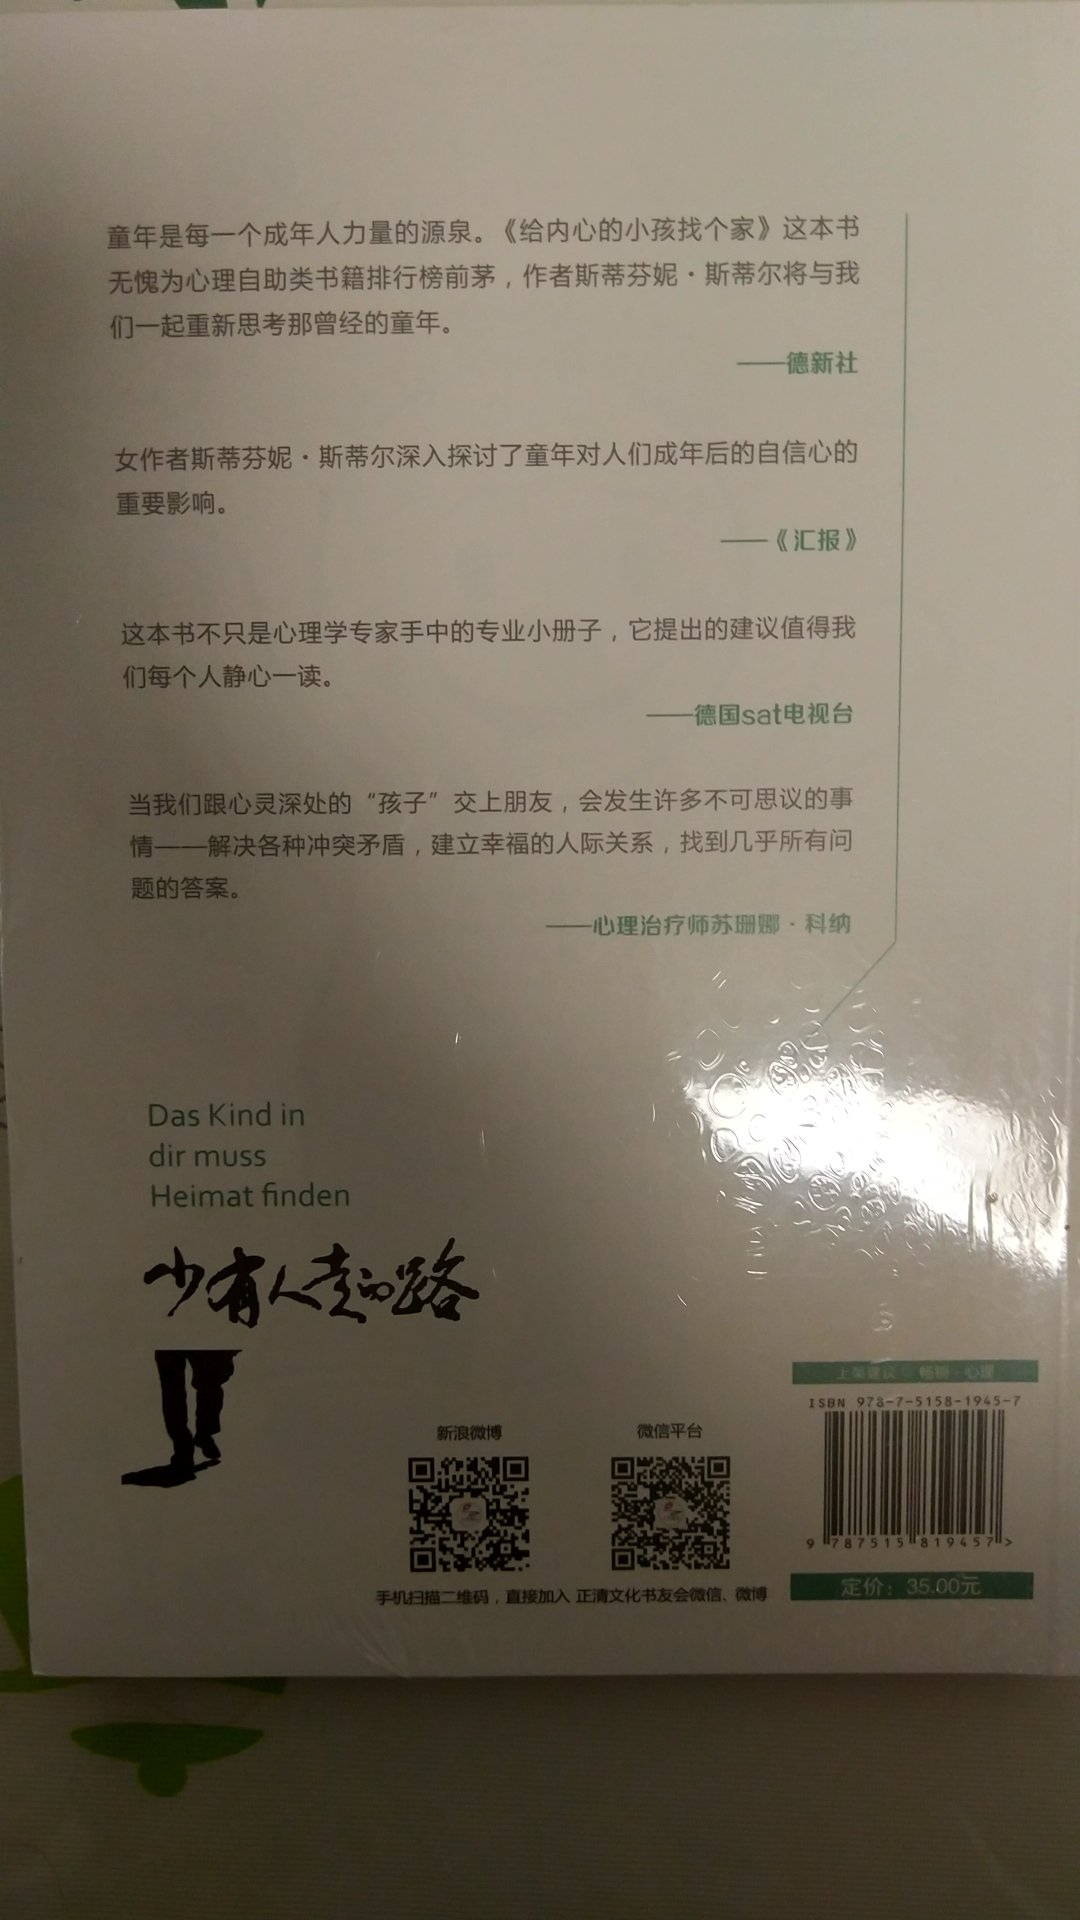 童年是每一个成年人力量的源泉。《给内心的小孩找个家》这本书
无愧为心理自助类书籍排行榜前茅，作者斯蒂芬妮·斯蒂尔将与我
们一起重新思考那曾经的童年。
——德新社
女作者斯蒂芬妮·斯蒂尔深入探讨了童年对人们成年后的自信心的
重要影响。
——《汇报》
这本书不只是心理学专家手中的专业小册子，它提出的建议值得我
们每个人静心一读。
——德国sat电视台
当我们跟心灵深处的“孩子”交上朋友，会发生许多不可思议的事
情——解决各种冲突矛盾，建立幸福的人际关系，找到几乎所有问
题的答案。
——心理治疗师苏珊娜·科纳
Das Kind in
dir muss
Heimat finden
少有人走的路
上架建议 畅销·心理
ISBN 978-7-5158-1945-7
新浪微博 微信平台
9 787515 819457 >
定价：35.00元
手机扫描二维码，直接加入 正清文化书友会微信、微博